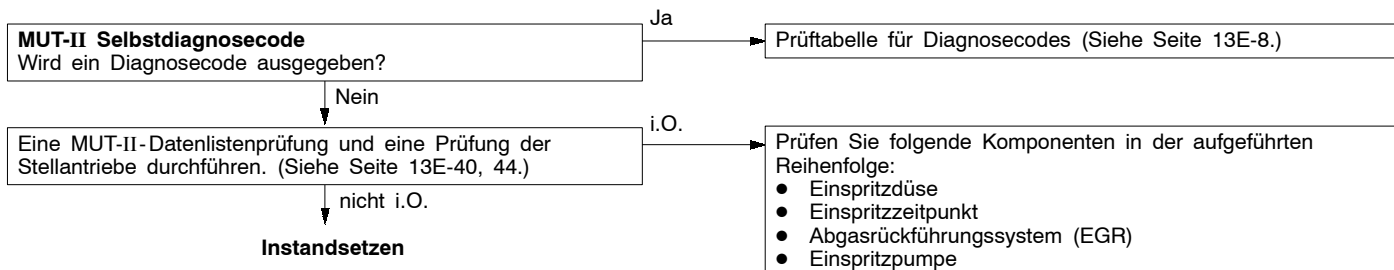 MUT-II Selbstdiagnosecode
Wird ein Diagnosecode ausgegeben?
Ja
Prüftabelle für Diagnosecodes (Siehe Seite 13E-8.)
Nein
Eine MUT-II-Datenlistenprüfung und eine Prüfung der
Stellantriebe durchführen. (Siehe Seite 13E-40, 44.)
i.O.
Prüfen Sie folgende Komponenten in der aufgeführten
Reihenfolge:
● Einspritzdüse
● Einspritzzeitpunkt
● Abgasrückführungssystem (EGR)
● Einspritzpumpe
nicht i.O.
Instandsetzen